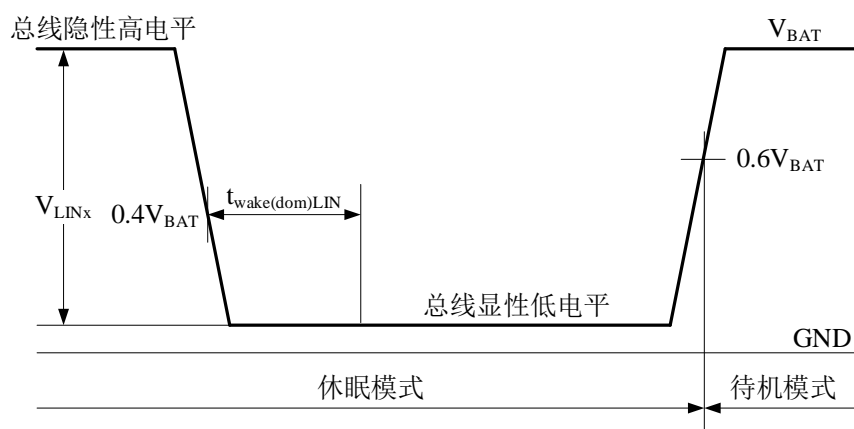 总线隐性高电平
V_BAT
0.6V_BAT
t_wake(dom)LIN
V_LINx
0.4V_BAT
总线显性低电平
GND
休眠模式
待机模式